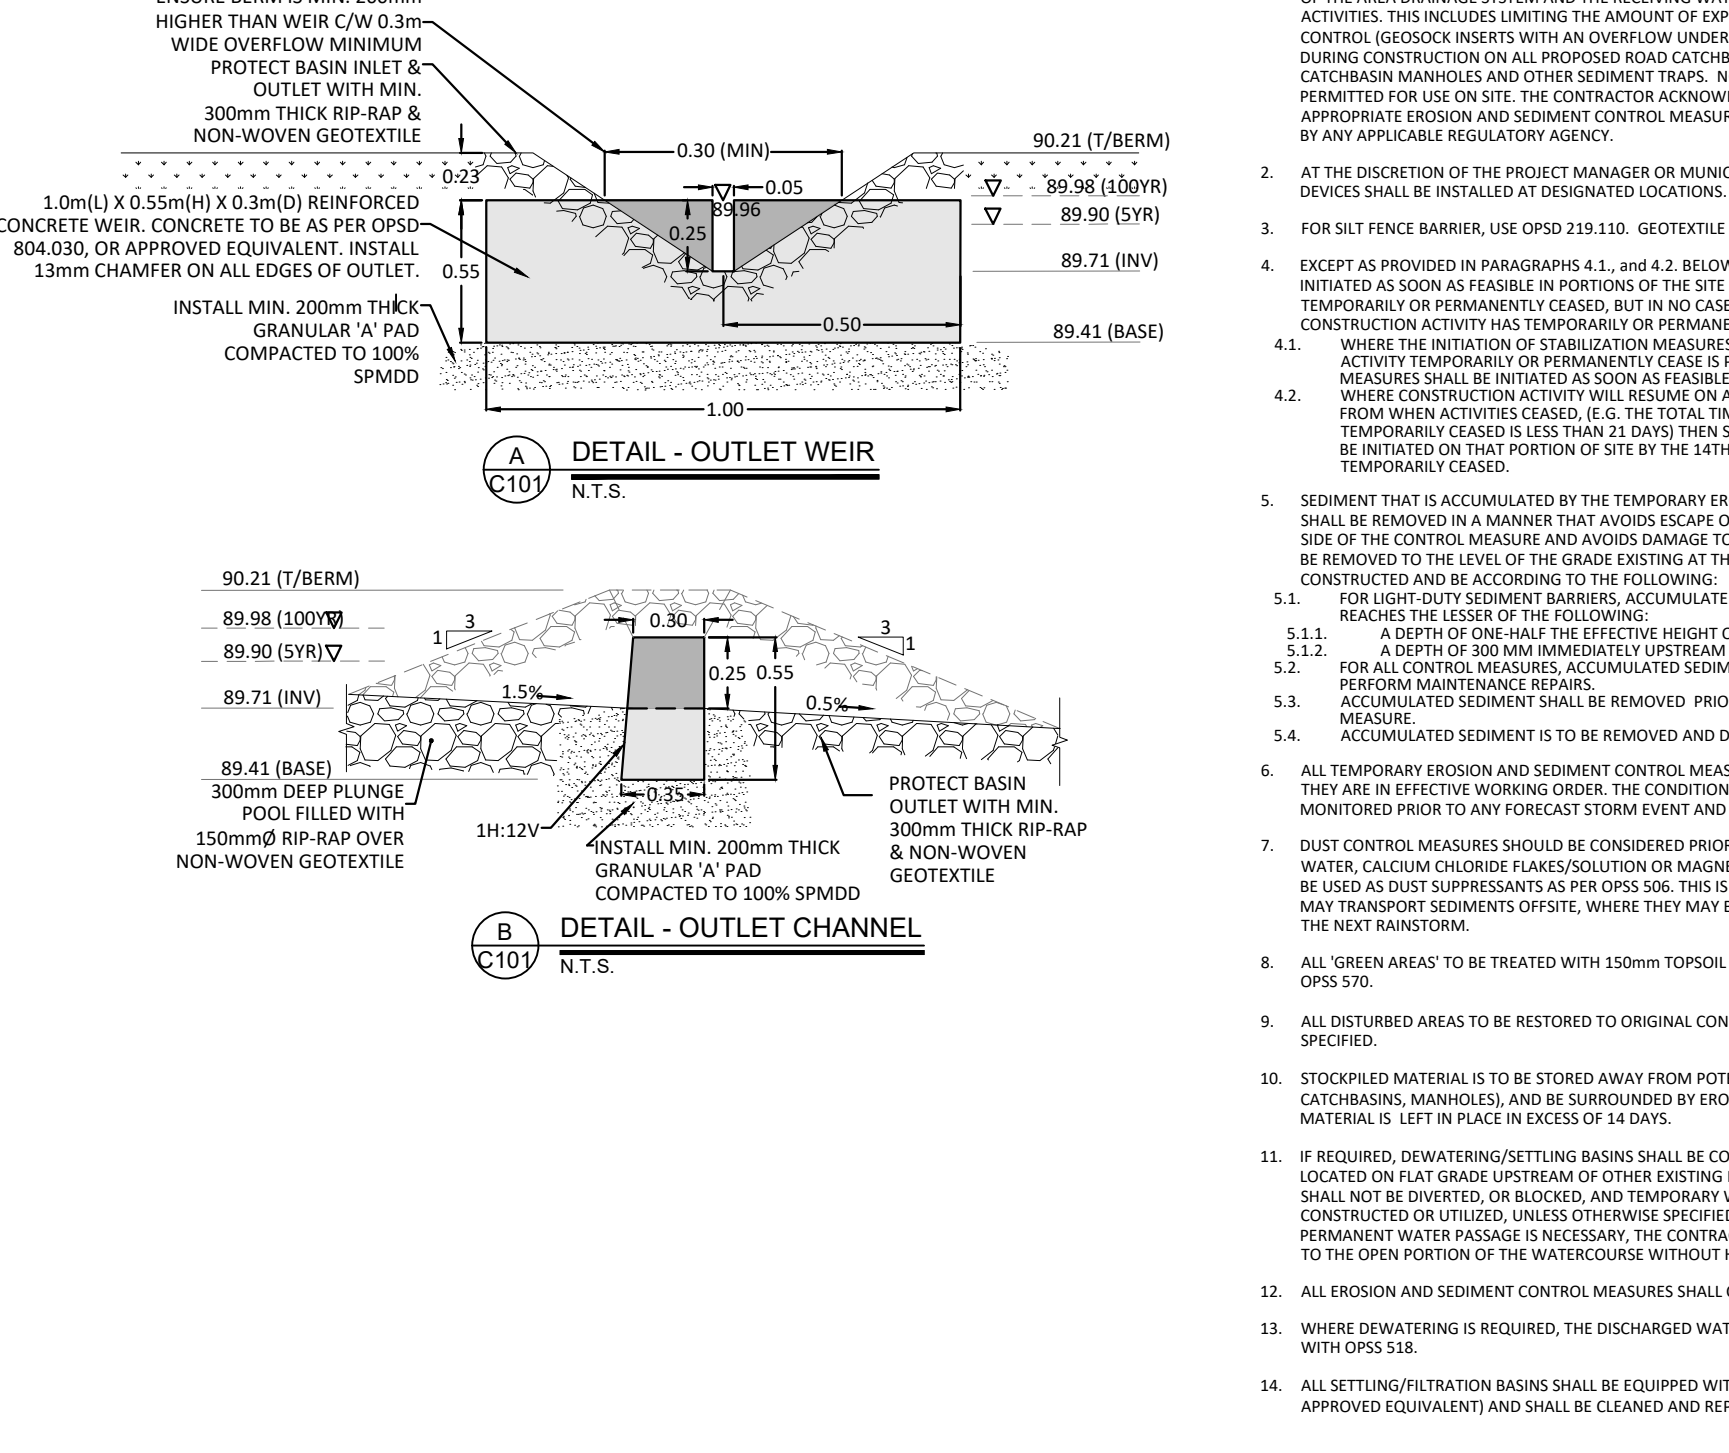 HIGHER THAN WEIR C/W 0.3m
WIDE OVERFLOW MINIMUM
PROTECT BASIN INLET &
OUTLET WITH MIN.
300mm THICK RIP-RAP &
NON-WOVEN GEOTEXTILE
1.0m(L) X 0.55m(H) X 0.3m(D) REINFORCED
CONCRETE WEIR. CONCRETE TO BE AS PER OPSD
804.030, OR APPROVED EQUIVALENT. INSTALL
13mm CHAMFER ON ALL EDGES OF OUTLET.
INSTALL MIN. 200mm THICK
GRANULAR 'A' PAD
COMPACTED TO 100%
SPMDD
0.30 (MIN)
0.23
0.05
89.96
0.25
0.55
0.50
1.00
90.21 (T/BERM)
89.98 (100YR)
89.90 (5YR)
89.71 (INV)
89.41 (BASE)
A
C101
DETAIL - OUTLET WEIR
N.T.S.
90.21 (T/BERM)
89.98 (100YR)
89.90 (5YR)
89.71 (INV)
89.41 (BASE)
3
1
0.30
3
1
0.25 0.55
1.5%
0.5%
0.35
300mm DEEP PLUNGE
POOL FILLED WITH
150mmØ RIP-RAP OVER
NON-WOVEN GEOTEXTILE
1H:12V
INSTALL MIN. 200mm THICK
GRANULAR 'A' PAD
COMPACTED TO 100% SPMDD
PROTECT BASIN
OUTLET WITH MIN.
300mm THICK RIP-RAP
& NON-WOVEN
GEOTEXTILE
B
C101
DETAIL - OUTLET CHANNEL
N.T.S.
ACTIVITIES. THIS INCLUDES LIMITING THE AMOUNT OF EXP
CONTROL (GEOSOCK INSERTS WITH AN OVERFLOW UNDER
DURING CONSTRUCTION ON ALL PROPOSED ROAD CATCHB
CATCHBASIN MANHOLES AND OTHER SEDIMENT TRAPS. N
PERMITTED FOR USE ON SITE. THE CONTRACTOR ACKNOW
APPROPRIATE EROSION AND SEDIMENT CONTROL MEASUR
BY ANY APPLICABLE REGULATORY AGENCY.
2. AT THE DISCRETION OF THE PROJECT MANAGER OR MUNIC
DEVICES SHALL BE INSTALLED AT DESIGNATED LOCATIONS.
3. FOR SILT FENCE BARRIER, USE OPSD 219.110. GEOTEXTILE
4. EXCEPT AS PROVIDED IN PARAGRAPHS 4.1., and 4.2. BELOW
INITIATED AS SOON AS FEASIBLE IN PORTIONS OF THE SITE
TEMPORARILY OR PERMANENTLY CEASED, BUT IN NO CASE
CONSTRUCTION ACTIVITY HAS TEMPORARILY OR PERMANE
4.1. WHERE THE INITIATION OF STABILIZATION MEASURES
ACTIVITY TEMPORARILY OR PERMANENTLY CEASE IS P
MEASURES SHALL BE INITIATED AS SOON AS FEASIBLE
4.2. WHERE CONSTRUCTION ACTIVITY WILL RESUME ON A
FROM WHEN ACTIVITIES CEASED, (E.G. THE TOTAL TIM
TEMPORARILY CEASED IS LESS THAN 21 DAYS) THEN S
BE INITIATED ON THAT PORTION OF SITE BY THE 14TH
TEMPORARILY CEASED.
5. SEDIMENT THAT IS ACCUMULATED BY THE TEMPORARY ER
SHALL BE REMOVED IN A MANNER THAT AVOIDS ESCAPE O
SIDE OF THE CONTROL MEASURE AND AVOIDS DAMAGE TO
BE REMOVED TO THE LEVEL OF THE GRADE EXISTING AT TH
CONSTRUCTED AND BE ACCORDING TO THE FOLLOWING:
5.1. FOR LIGHT-DUTY SEDIMENT BARRIERS, ACCUMULATE
REACHES THE LESSER OF THE FOLLOWING:
5.1.1. A DEPTH OF ONE-HALF THE EFFECTIVE HEIGHT O
5.1.2. A DEPTH OF 300 MM IMMEDIATELY UPSTREAM
5.2. FOR ALL CONTROL MEASURES, ACCUMULATED SEDIM
PERFORM MAINTENANCE REPAIRS.
5.3. ACCUMULATED SEDIMENT SHALL BE REMOVED PRIO
MEASURE.
5.4. ACCUMULATED SEDIMENT IS TO BE REMOVED AND D
6. ALL TEMPORARY EROSION AND SEDIMENT CONTROL MEAS
THEY ARE IN EFFECTIVE WORKING ORDER. THE CONDITION
MONITORED PRIOR TO ANY FORECAST STORM EVENT AND
7. DUST CONTROL MEASURES SHOULD BE CONSIDERED PRIOR
WATER, CALCIUM CHLORIDE FLAKES/SOLUTION OR MAGNE
BE USED AS DUST SUPPRESSANTS AS PER OPSS 506. THIS IS
MAY TRANSPORT SEDIMENTS OFFSITE, WHERE THEY MAY B
THE NEXT RAINSTORM.
8. ALL 'GREEN AREAS' TO BE TREATED WITH 150mm TOPSOIL
OPSS 570.
9. ALL DISTURBED AREAS TO BE RESTORED TO ORIGINAL CON
SPECIFIED.
10. STOCKPILED MATERIAL IS TO BE STORED AWAY FROM POTE
CATCHBASINS, MANHOLES), AND BE SURROUNDED BY ERO
MATERIAL IS LEFT IN PLACE IN EXCESS OF 14 DAYS.
11. IF REQUIRED, DEWATERING/SETTLING BASINS SHALL BE CO
LOCATED ON FLAT GRADE UPSTREAM OF OTHER EXISTING
SHALL NOT BE DIVERTED, OR BLOCKED, AND TEMPORARY W
CONSTRUCTED OR UTILIZED, UNLESS OTHERWISE SPECIFIED
PERMANENT WATER PASSAGE IS NECESSARY, THE CONTRA
TO THE OPEN PORTION OF THE WATERCOURSE WITHOUT H
12. ALL EROSION AND SEDIMENT CONTROL MEASURES SHALL
13. WHERE DEWATERING IS REQUIRED, THE DISCHARGED WAT
WITH OPSS 518.
14. ALL SETTLING/FILTRATION BASINS SHALL BE EQUIPPED WIT
APPROVED EQUIVALENT) AND SHALL BE CLEANED AND REP